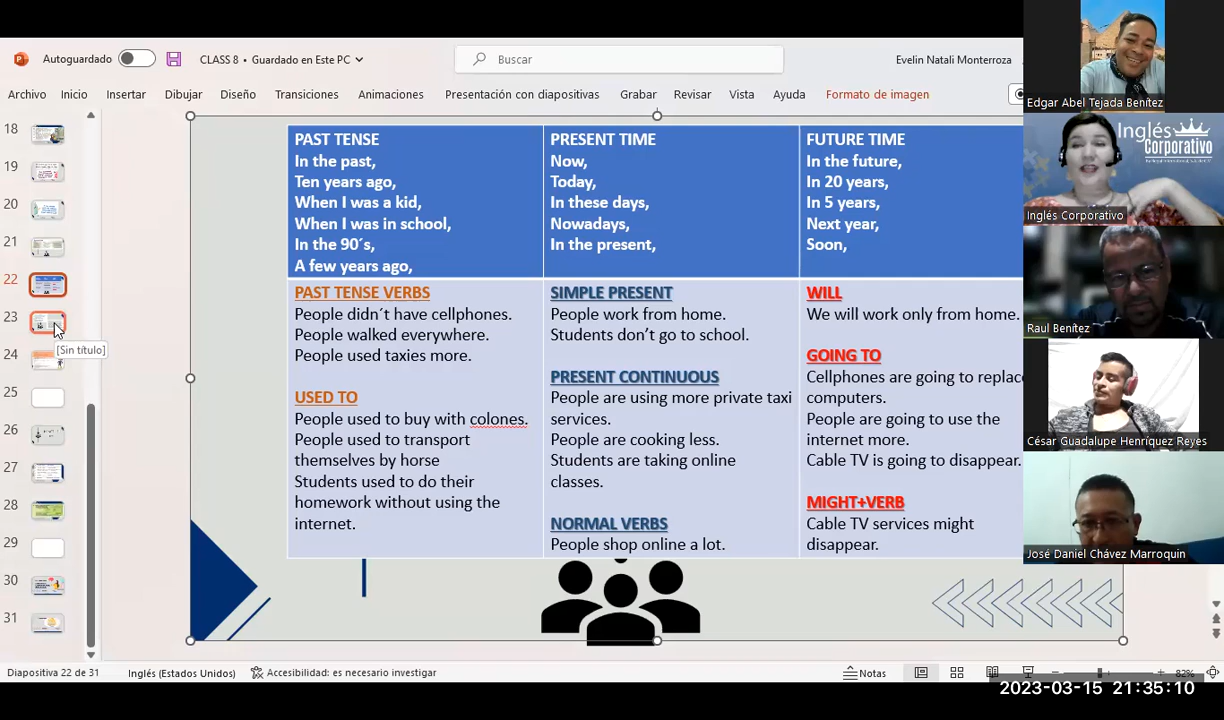 Autoguardado
CLASS 8 • Guardado en Este PC
Buscar
Evelin Natali Monterroza
Archivo Inicio Insertar Dibujar Diseño Transiciones Animaciones Presentación con diapositivas Grabar Revisar Vista Ayuda Formato de imagen
18
19
20
21
22
23
[Sin título]
24
25
26
27
28
29
30
31
PAST TENSE
In the past,
Ten years ago,
When I was a kid,
When I was in school,
In the 90´s,
A few years ago,
PRESENT TIME
Now,
Today,
In these days,
Nowadays,
In the present,
FUTURE TIME
In the future,
In 20 years,
In 5 years,
Next year,
Soon,
PAST TENSE VERBS
People didn´t have cellphones.
People walked everywhere.
People used taxies more.
USED TO
People used to buy with colones.
People used to transport
themselves by horse
Students used to do their
homework without using the
internet.
SIMPLE PRESENT
People work from home.
Students don’t go to school.
PRESENT CONTINUOUS
People are using more private taxi
services.
People are cooking less.
Students are taking online
classes.
NORMAL VERBS
People shop online a lot.
WILL
We will work only from home.
GOING TO
Cellphones are going to replac
computers.
People are going to use the
internet more.
Cable TV is going to disappear.
MIGHT+VERB
Cable TV services might
disappear.
Edgar Abel Tejada Benítez
Inglés
Corporativo
Inglés Corporativo
Raul Benítez
César Guadalupe Henríquez Reyes
José Daniel Chávez Marroquin
Diapositiva 22 de 31
Inglés (Estados Unidos)
Accesibilidad: es necesario investigar
Notas
82%
2023-03-15 21:35:10